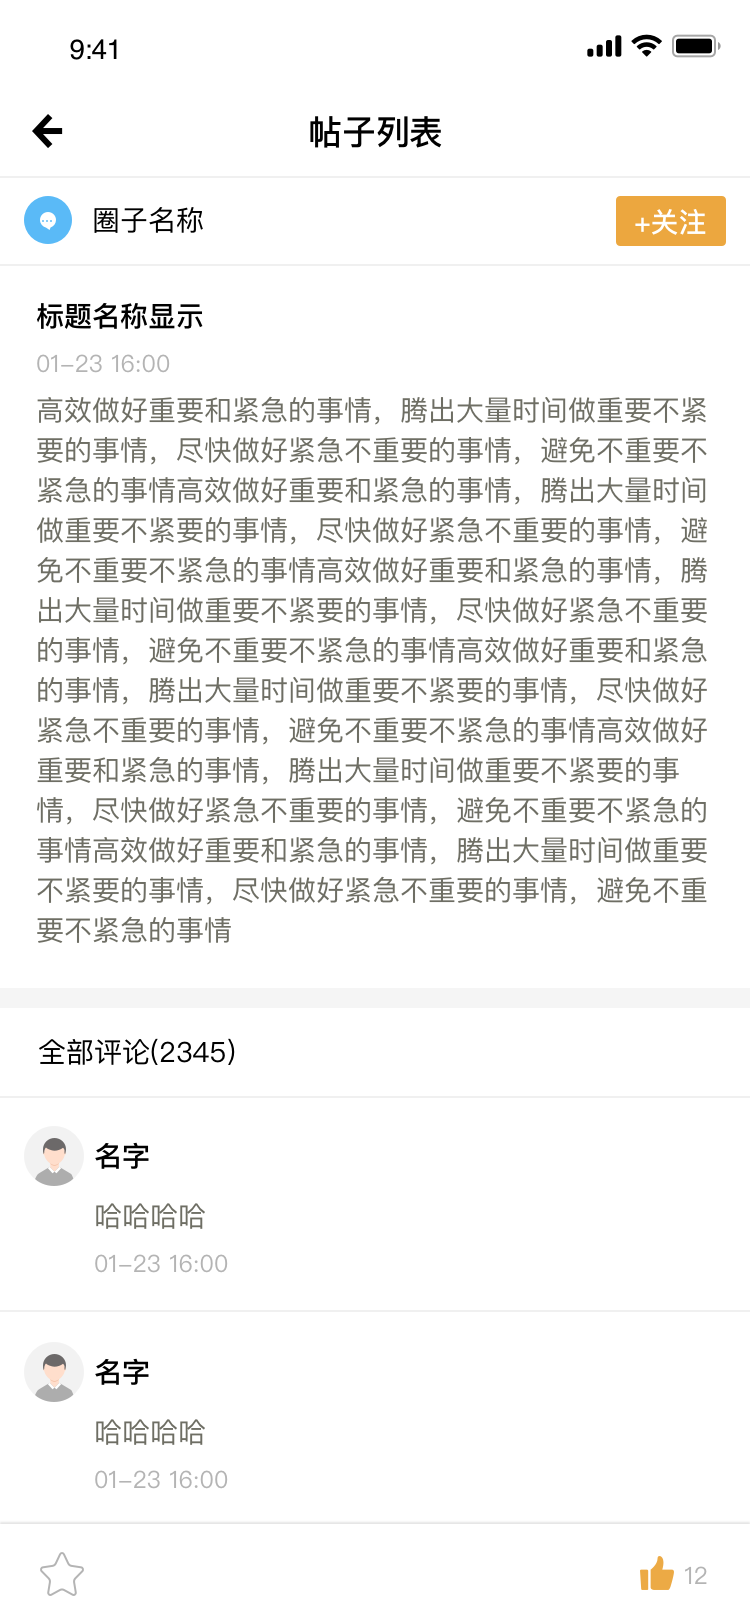 9:41
帖子列表
圈子名称
+关注
标题名称显示
01-23 16:00
高效做好重要和紧急的事情，腾出大量时间做重要不紧
要的事情，尽快做好紧急不重要的事情，避免不重要不
紧急的事情高效做好重要和紧急的事情，腾出大量时间
做重要不紧要的事情，尽快做好紧急不重要的事情，避
免不重要不紧急的事情高效做好重要和紧急的事情，腾
出大量时间做重要不紧要的事情，尽快做好紧急不重要
的事情，避免不重要不紧急的事情高效做好重要和紧急
的事情，腾出大量时间做重要不紧要的事情，尽快做好
紧急不重要的事情，避免不重要不紧急的事情高效做好
重要和紧急的事情，腾出大量时间做重要不紧要的事
情，尽快做好紧急不重要的事情，避免不重要不紧急的
事情高效做好重要和紧急的事情，腾出大量时间做重要
不紧要的事情，尽快做好紧急不重要的事情，避免不重
要不紧急的事情
全部评论(2345)
名字
哈哈哈哈
01-23 16:00
名字
哈哈哈哈
01-23 16:00
12